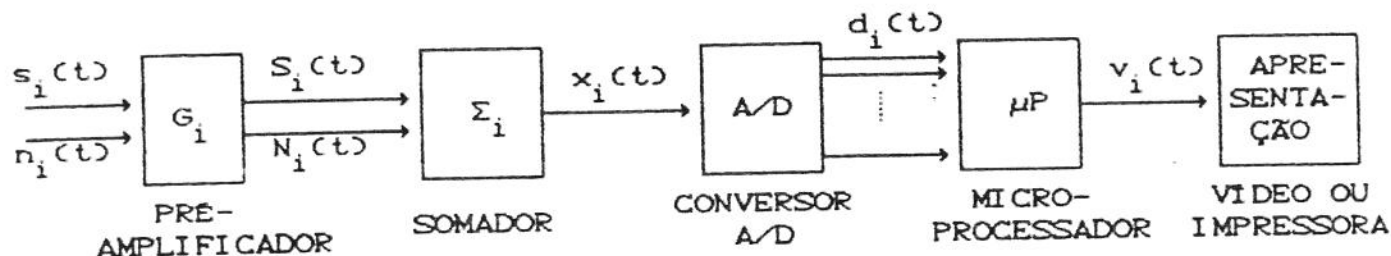 s_i(t)
n_i(t)
G_i
PRÉ-
AMPLIFICADOR
S_i(t)
N_i(t)
Σ_i
SOMADOR
x_i(t)
A/D
CONVERSOR
A/D
d_i(t)
μP
MICRO-
PROCESSADOR
v_i(t)
APRE-
SENTA-
ÇÃO
VIDEO OU
IMPRESSORA